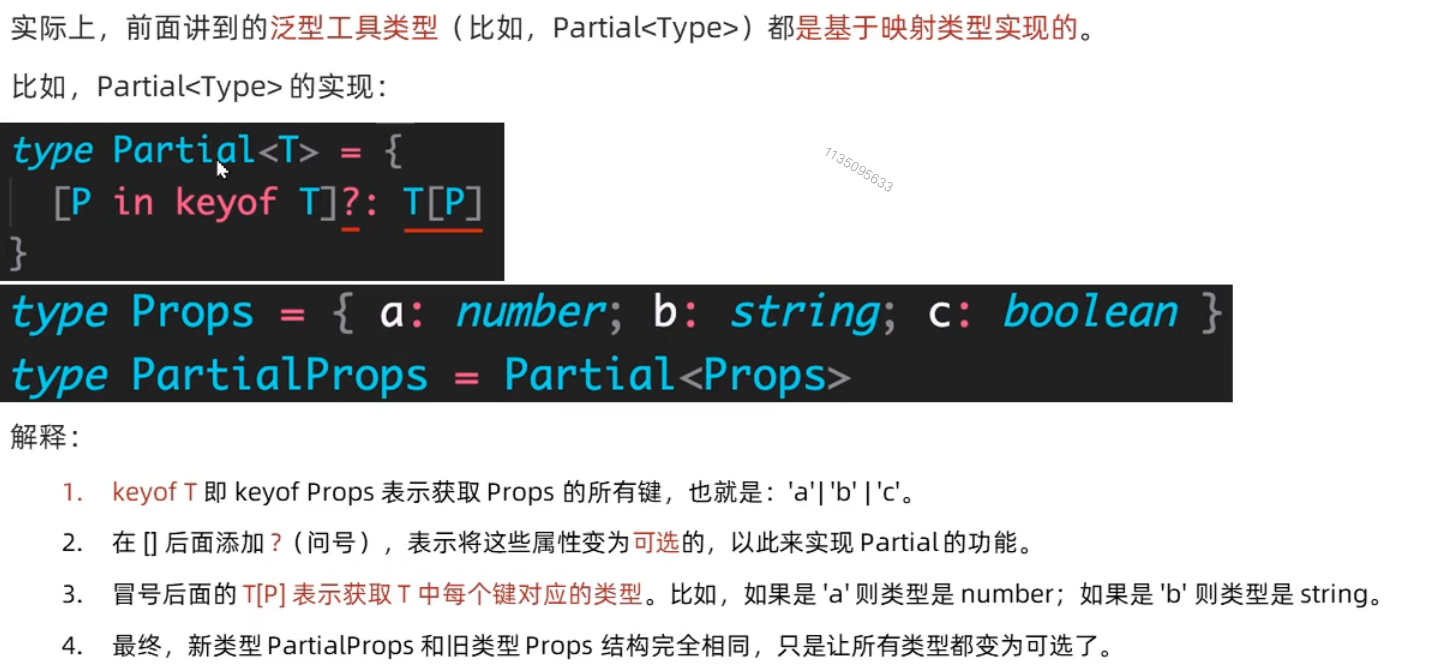 实际上，前面讲到的泛型工具类型（比如，Partial<Type>）都是基于映射类型实现的。
比如，Partial<Type> 的实现：
type Partial<T> = {
[P in keyof T]?: T[P]
}
1135095633
type Props = { a: number; b: string; c: boolean }
type PartialProps = Partial<Props>
解释：
1. keyof T 即 keyof Props 表示获取 Props 的所有键，也就是：'a'| 'b' | 'c'。
2. 在 [] 后面添加 ?（问号），表示将这些属性变为可选的，以此来实现 Partial 的功能。
3. 冒号后面的 T[P] 表示获取 T 中每个键对应的类型。比如，如果是 'a' 则类型是 number；如果是 'b' 则类型是 string。
4. 最终，新类型 PartialProps 和旧类型 Props 结构完全相同，只是让所有类型都变为可选了。